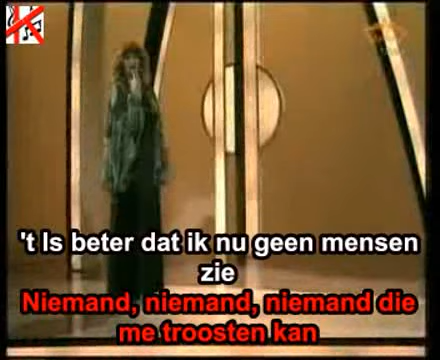 't Is beter dat ik nu geen mensen
zie
Niemand, niemand, niemand die
me troosten kan